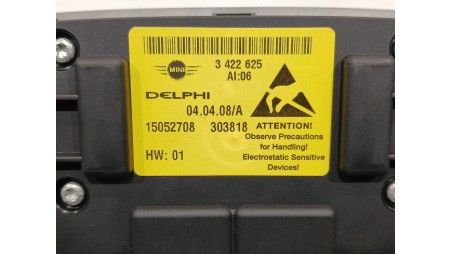 MINI
3 422 625
AI:06
DELPHI
04.04.08/A
15052708 303818
HW: 01
ATTENTION!
Observe Precautions
for Handling!
Electrostatic Sensitive
Devices!